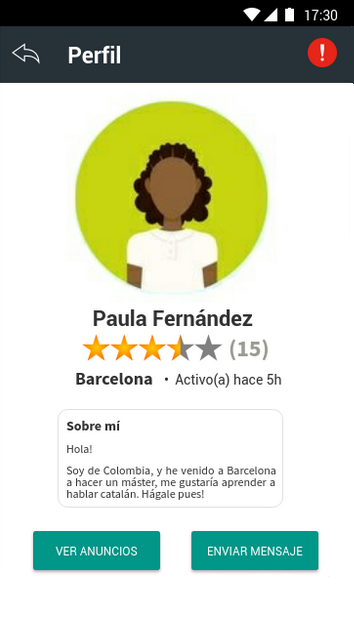 17:30
Perfil
!
Paula Fernández
(15)
Barcelona • Activo(a) hace 5h
Sobre mí
Hola!
Soy de Colombia, y he venido a Barcelona
a hacer un máster, me gustaría aprender a
hablar catalán. Hágale pues!
VER ANUNCIOS
ENVIAR MENSAJE